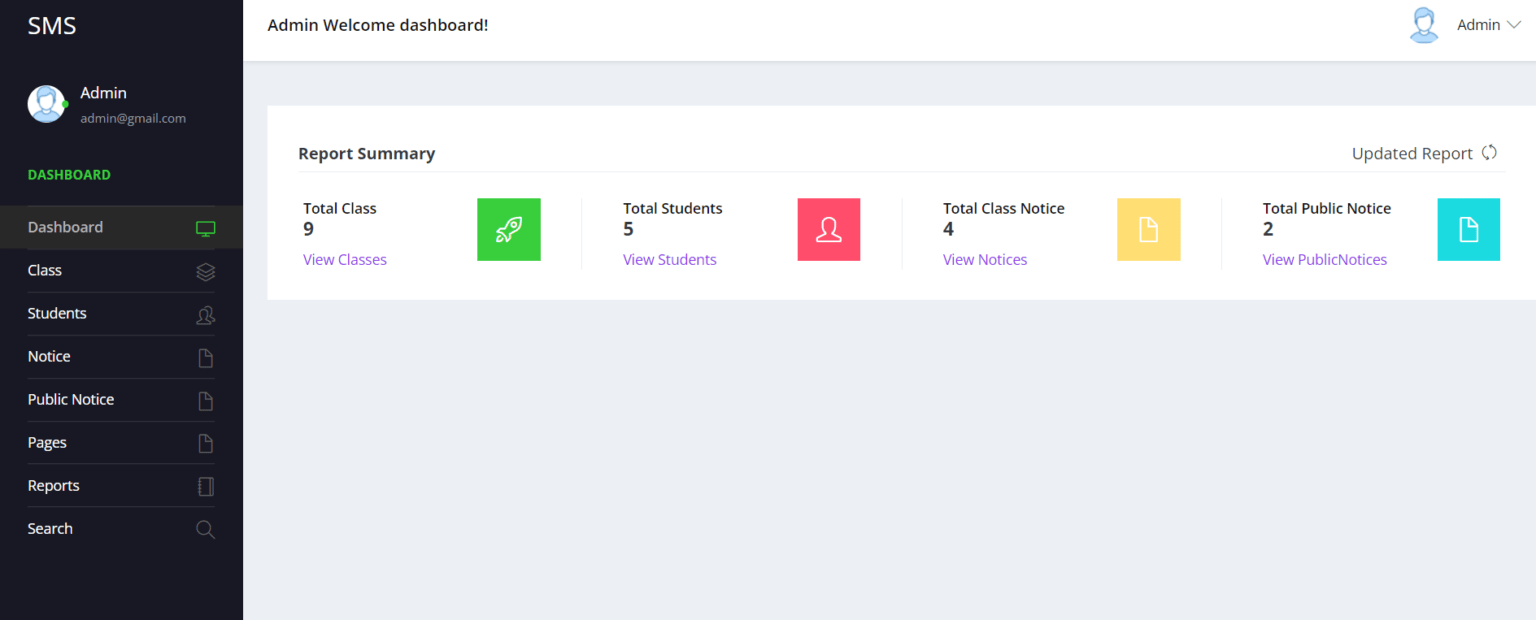 SMS
Admin
admin@gmail.com
DASHBOARD
Dashboard
Class
Students
Notice
Public Notice
Pages
Reports
Search
Admin Welcome dashboard!
Admin
Report Summary
Updated Report
Total Class
9
View Classes
Total Students
5
View Students
Total Class Notice
4
View Notices
Total Public Notice
2
View PublicNotices